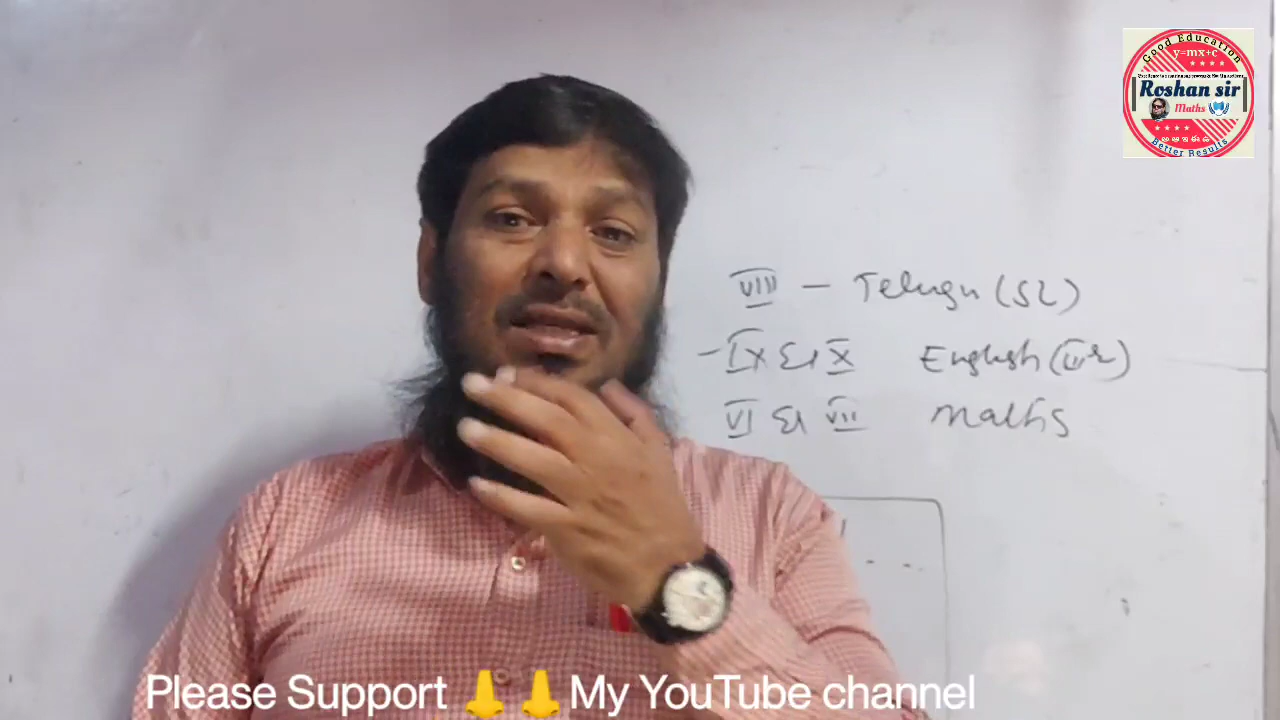 Good Education
y=mx+c
Roshan sir
Maths
Better Results
VIII - Telugu (SL)
- IX & X English (III L)
VI & VII Maths
Please Support 👇👇 My YouTube channel